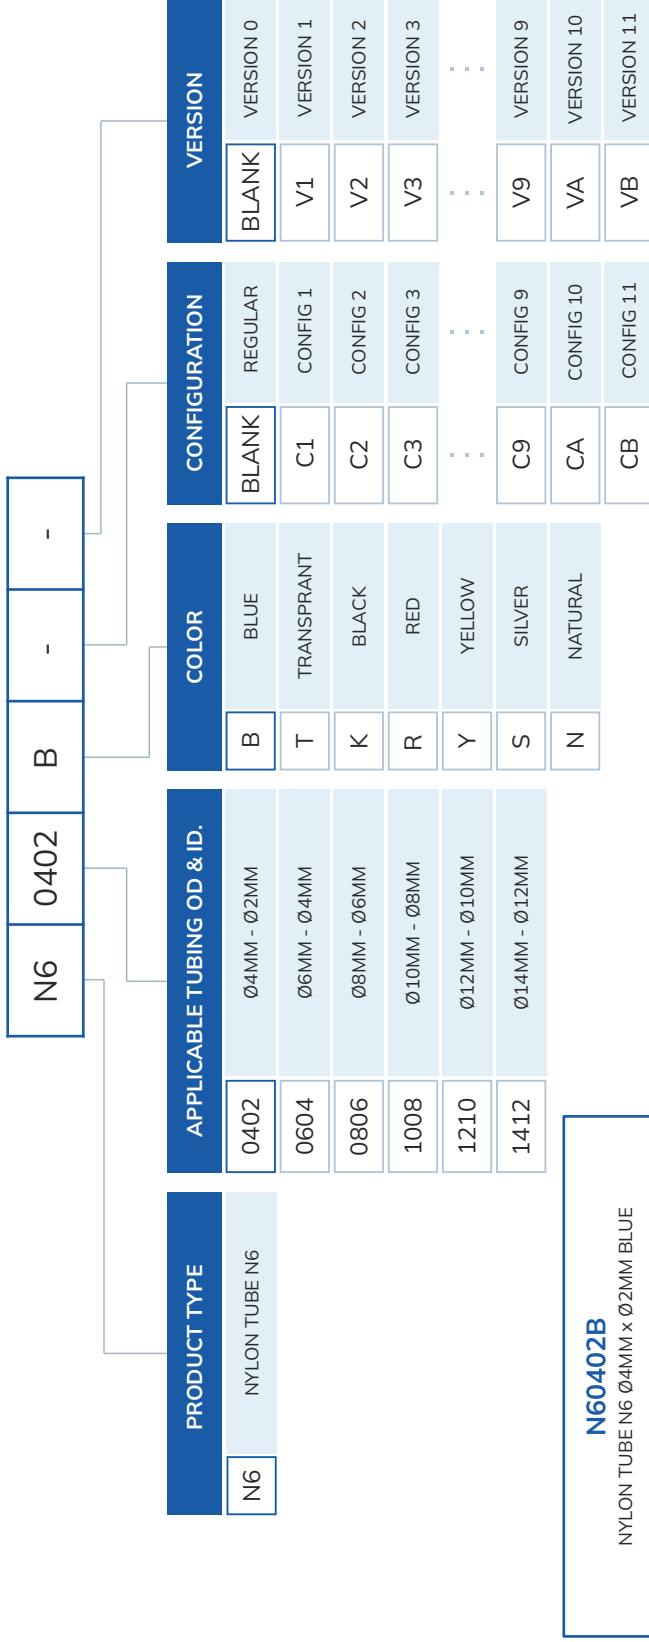 N6 0402 B - -
PRODUCT TYPE
N6 NYLON TUBE N6
APPLICABLE TUBING OD & ID.
0402 Ø4MM - Ø2MM
0604 Ø6MM - Ø4MM
0806 Ø8MM - Ø6MM
1008 Ø10MM - Ø8MM
1210 Ø12MM - Ø10MM
1412 Ø14MM - Ø12MM
COLOR
B BLUE
T TRANSPRANT
K BLACK
R RED
Y YELLOW
S SILVER
N NATURAL
CONFIGURATION
BLANK REGULAR
C1 CONFIG 1
C2 CONFIG 2
C3 CONFIG 3
... ...
C9 CONFIG 9
CA CONFIG 10
CB CONFIG 11
VERSION
BLANK VERSION 0
V1 VERSION 1
V2 VERSION 2
V3 VERSION 3
... ...
V9 VERSION 9
VA VERSION 10
VB VERSION 11
N60402B
NYLON TUBE N6 Ø4MM x Ø2MM BLUE